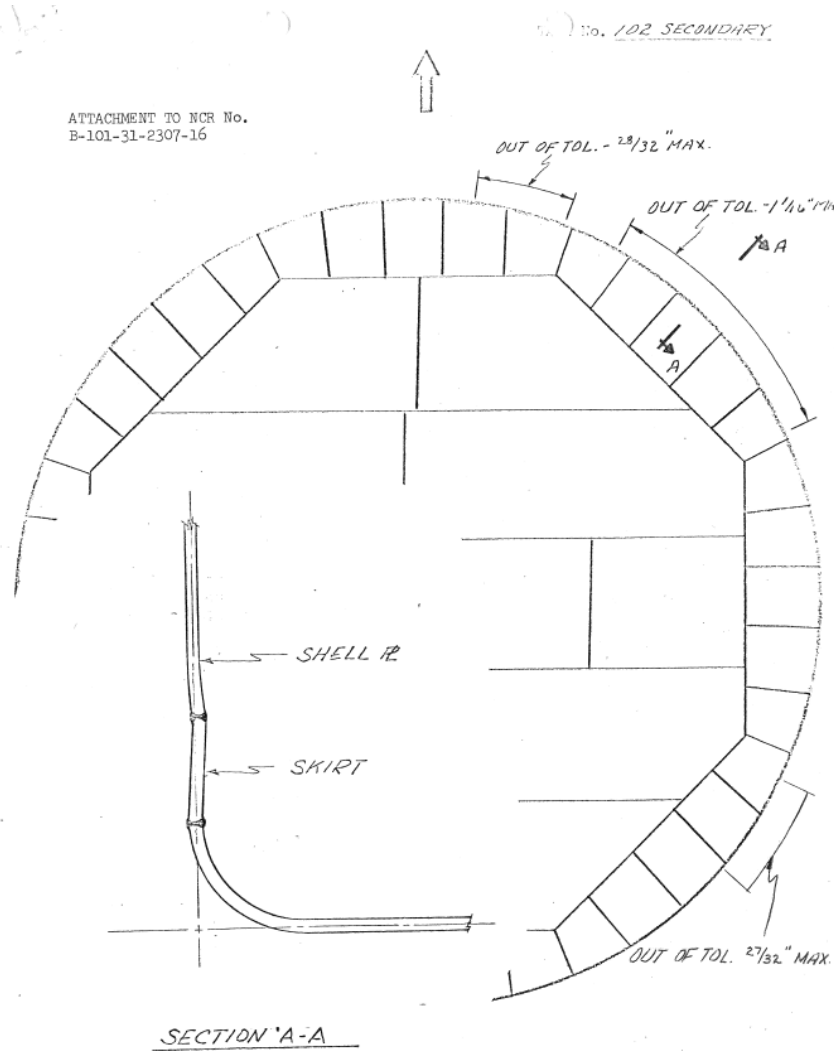 No. 102 SECONDARY
ATTACHMENT TO NCR No.
B-101-31-2307-16
OUT OF TOL. - 28/32" MAX.
OUT OF TOL. - 1 1/16" M
A
A
SHELL PL
SKIRT
OUT OF TOL. 27/32" MAX.
SECTION 'A-A